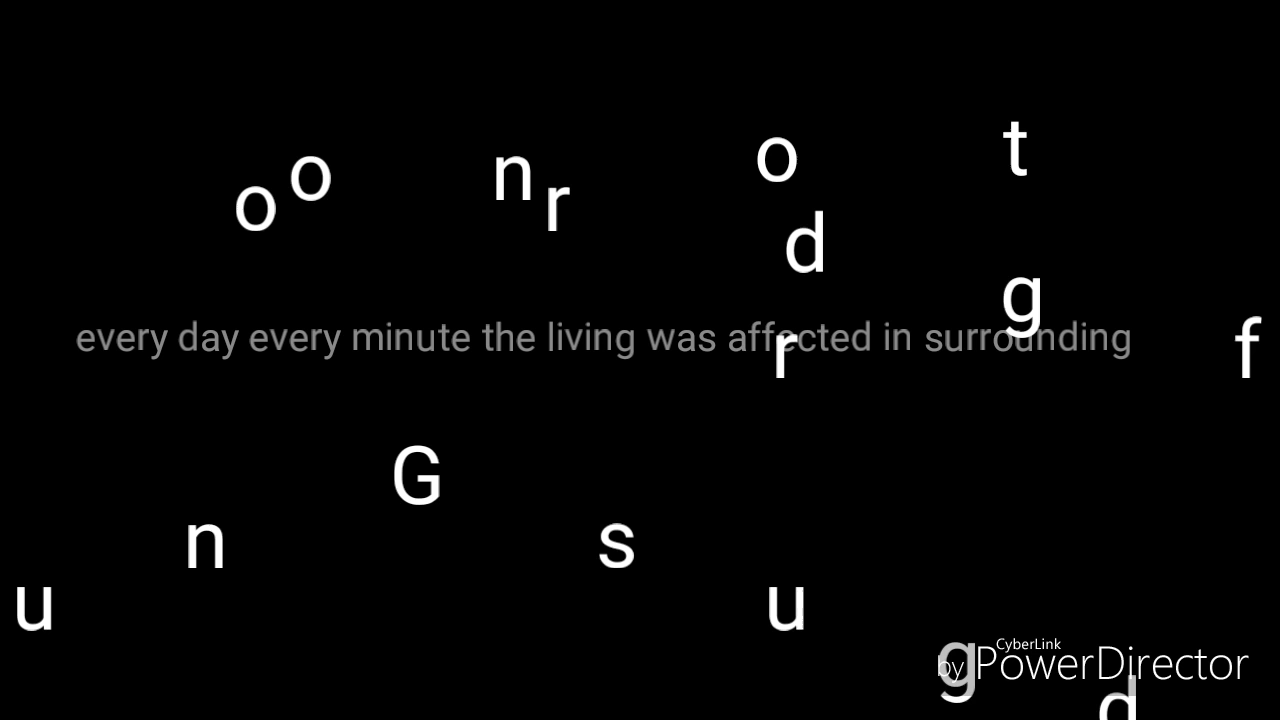 o o n r o t
d
g
every day every minute the living was affected in surrounding
r f
G
n s
u u
g
CyberLink
by PowerDirector
d